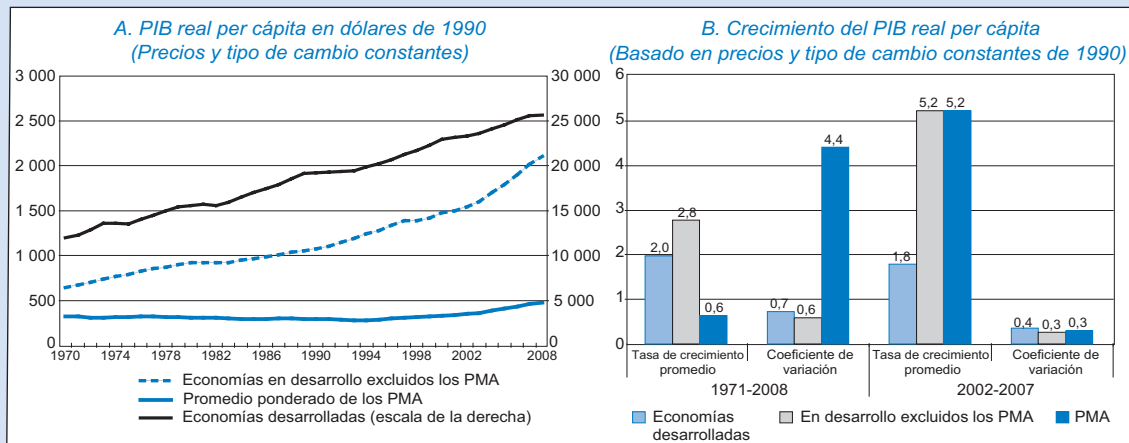 A. PIB real per cápita en dólares de 1990
(Precios y tipo de cambio constantes)
3 000
2 500
2 000
1 500
1 000
500
0
30 000
25 000
20 000
15 000
10 000
5 000
0
1970 1974 1978 1982 1986 1990 1994 1998 2002 2008
Economías en desarrollo excluidos los PMA
Promedio ponderado de los PMA
Economías desarrolladas (escala de la derecha)
B. Crecimiento del PIB real per cápita
(Basado en precios y tipo de cambio constantes de 1990)
6
5
4
3
2
1
0
2,0
2,8
0,6
0,7
0,6
4,4
1,8
5,2
5,2
0,4
0,3
0,3
Tasa de crecimiento
promedio
Coeficiente de
variación
Tasa de crecimiento
promedio
Coeficiente de
variación
1971-2008
2002-2007
Economías
desarrolladas
En desarrollo excluidos los PMA
PMA